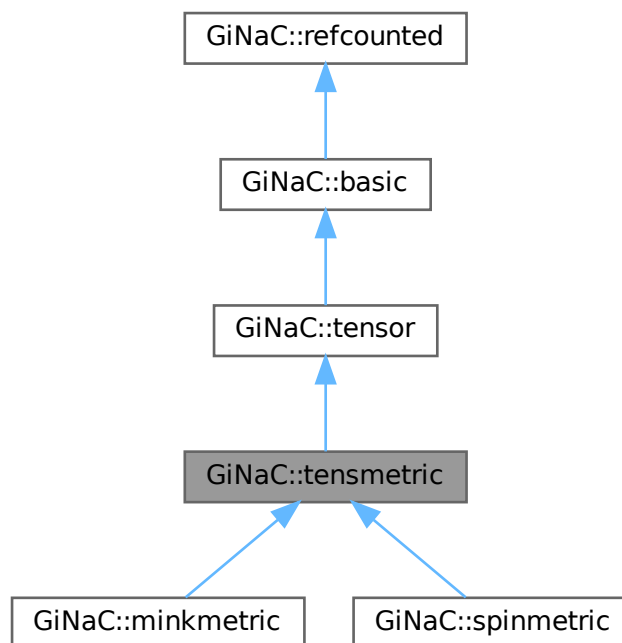 GiNaC::refcounted
GiNaC::basic
GiNaC::tensor
GiNaC::tensmetric
GiNaC::minkmetric
GiNaC::spinmetric